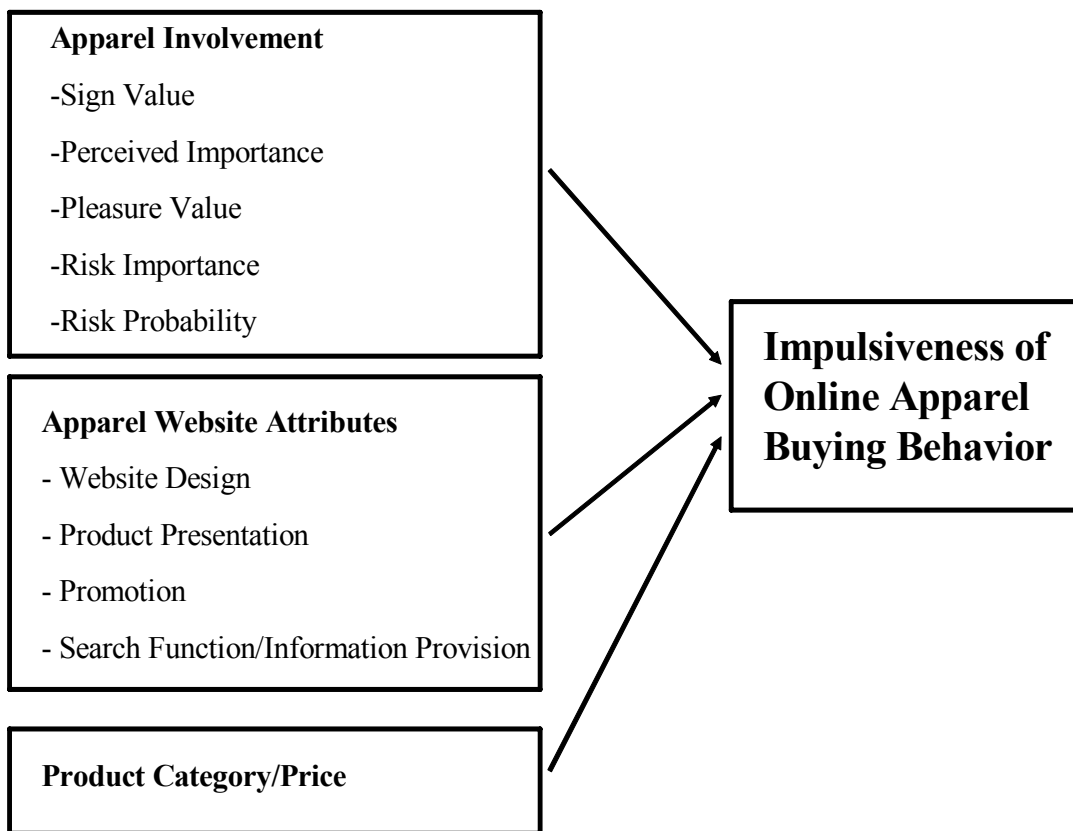 Apparel Involvement
-Sign Value
-Perceived Importance
-Pleasure Value
-Risk Importance
-Risk Probability
Apparel Website Attributes
- Website Design
- Product Presentation
- Promotion
- Search Function/Information Provision
Product Category/Price
Impulsiveness of
Online Apparel
Buying Behavior